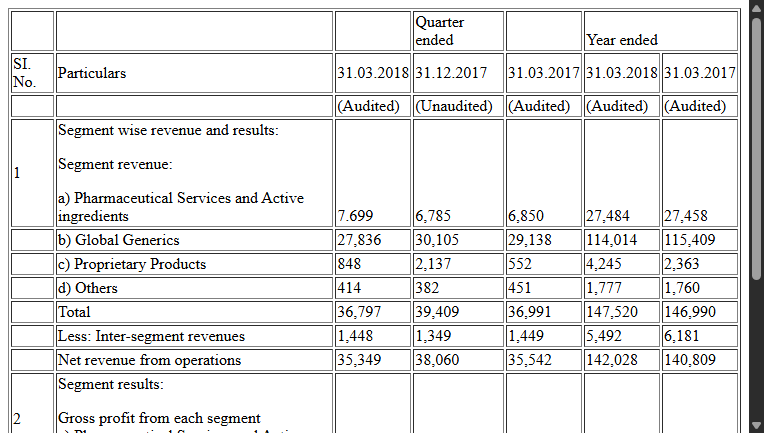 Quarter ended Year ended
SI. No. Particulars 31.03.2018 31.12.2017 31.03.2017 31.03.2018 31.03.2017
(Audited) (Unaudited) (Audited) (Audited) (Audited)
Segment wise revenue and results:
Segment revenue:
1 a) Pharmaceutical Services and Active ingredients 7.699 6,785 6,850 27,484 27,458
b) Global Generics 27,836 30,105 29,138 114,014 115,409
c) Proprietary Products 848 2,137 552 4,245 2,363
d) Others 414 382 451 1,777 1,760
Total 36,797 39,409 36,991 147,520 146,990
Less: Inter-segment revenues 1,448 1,349 1,449 5,492 6,181
Net revenue from operations 35,349 38,060 35,542 142,028 140,809
Segment results:
2 Gross profit from each segment